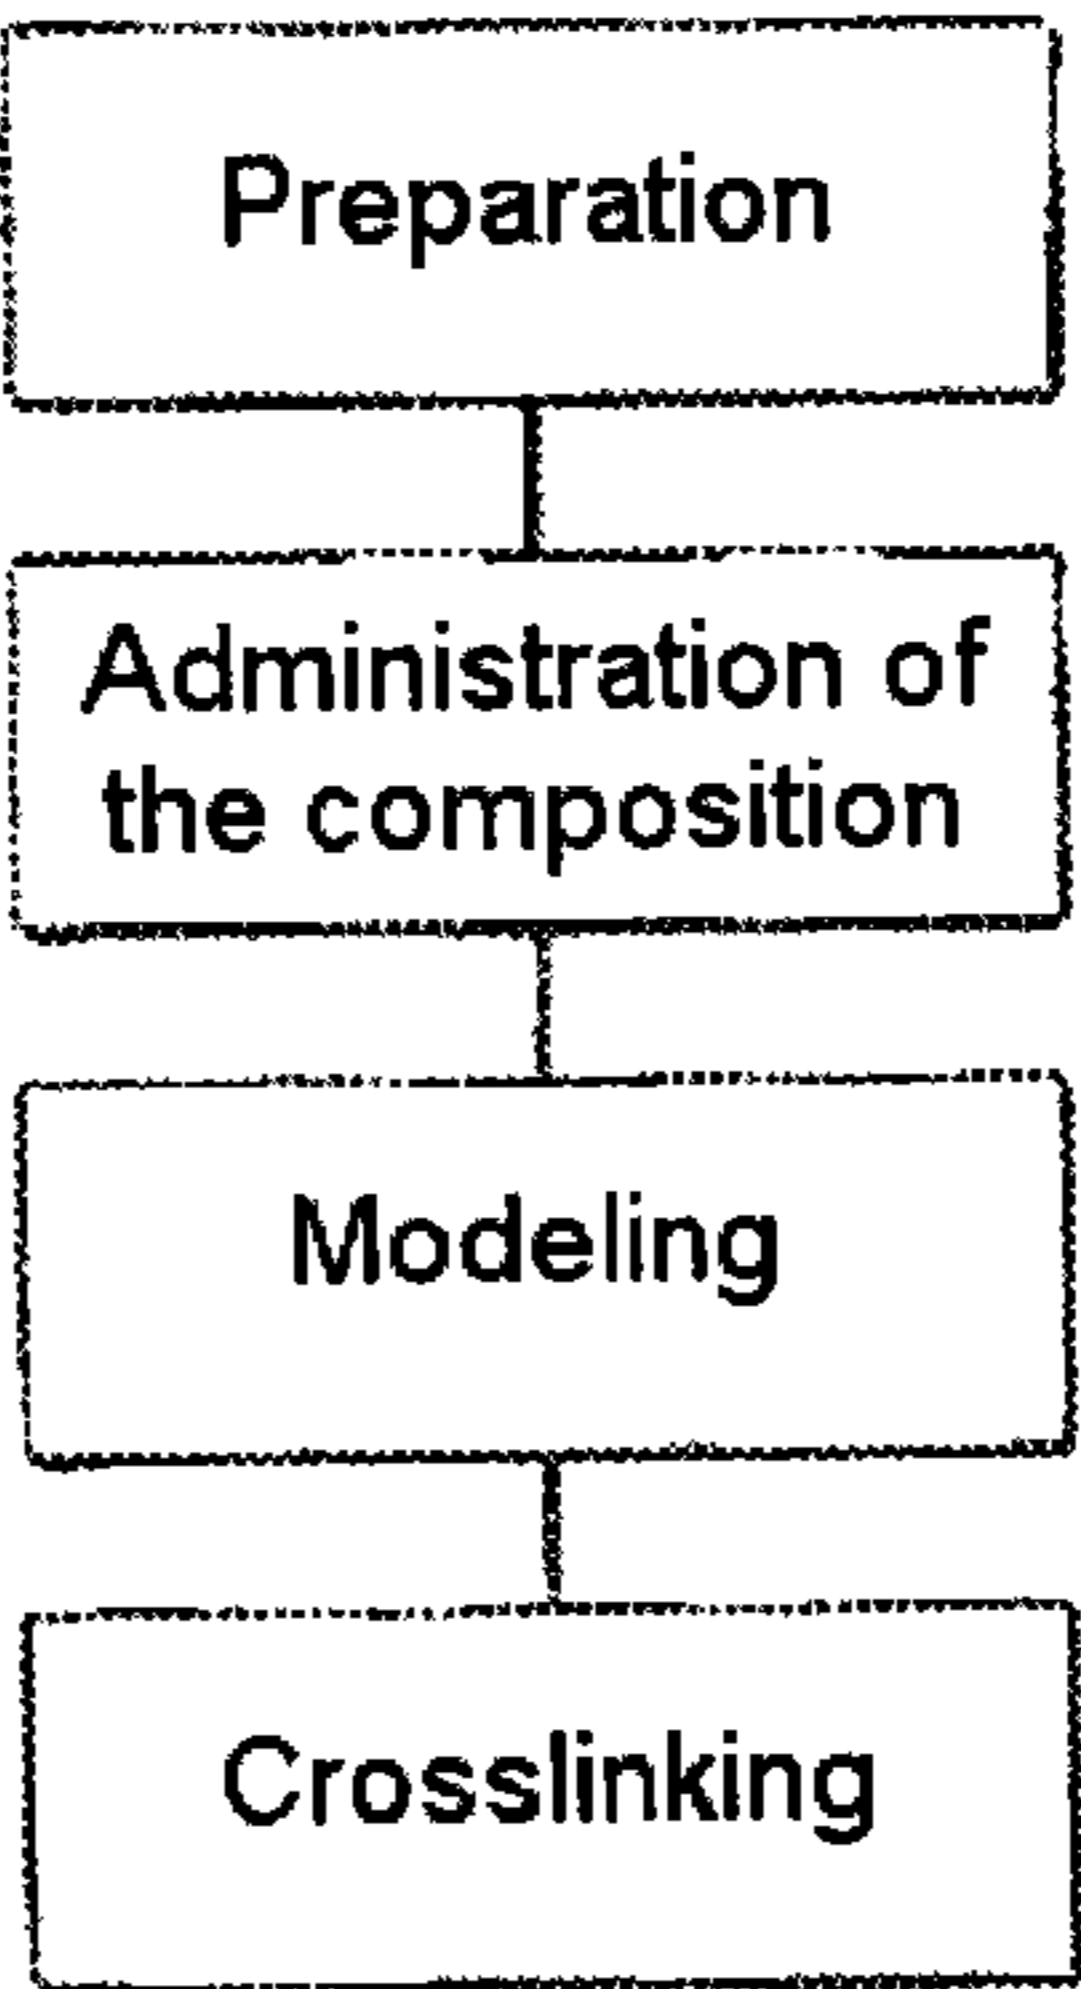 Preparation
Administration of
the composition
Modeling
Crosslinking